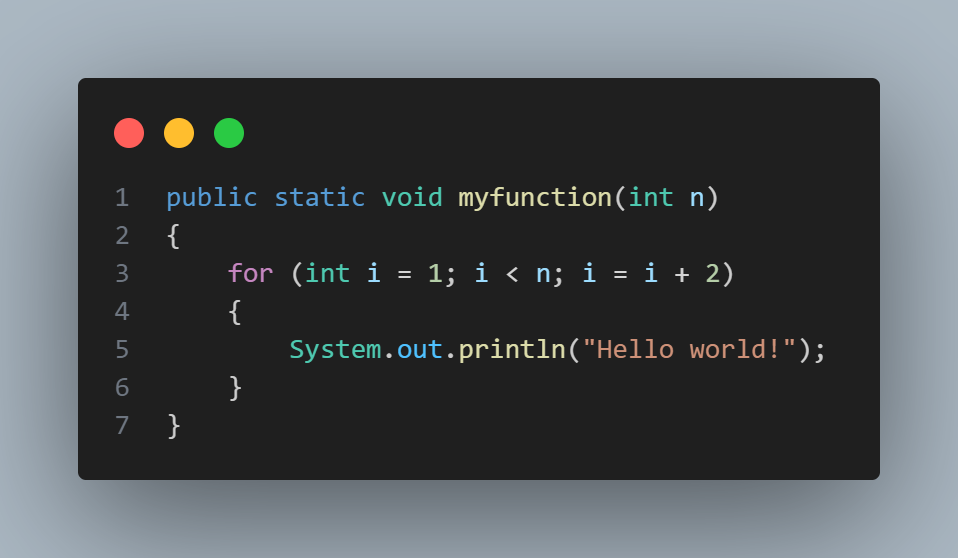 1 public static void myfunction(int n)
2 {
3     for (int i = 1; i < n; i = i + 2)
4     {
5         System.out.println("Hello world!");
6     }
7 }